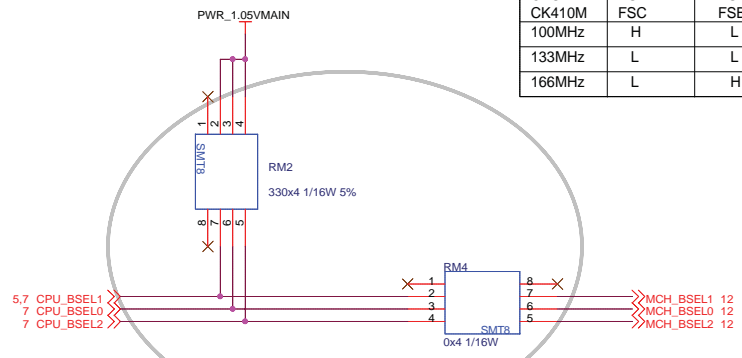 PWR_1.05VMAIN
CK410M FSC
100MHz H L
133MHz L L
166MHz L H
1 2 3 4
SMT8
RM2
330x4 1/16W 5%
8 7 6 5
RM4
5,7 CPU_BSEL1
7 CPU_BSEL0
7 CPU_BSEL2
1 8
2 7
3 6
4 5
MCH_BSEL1 12
MCH_BSEL0 12
MCH_BSEL2 12
SMT8
0x4 1/16W